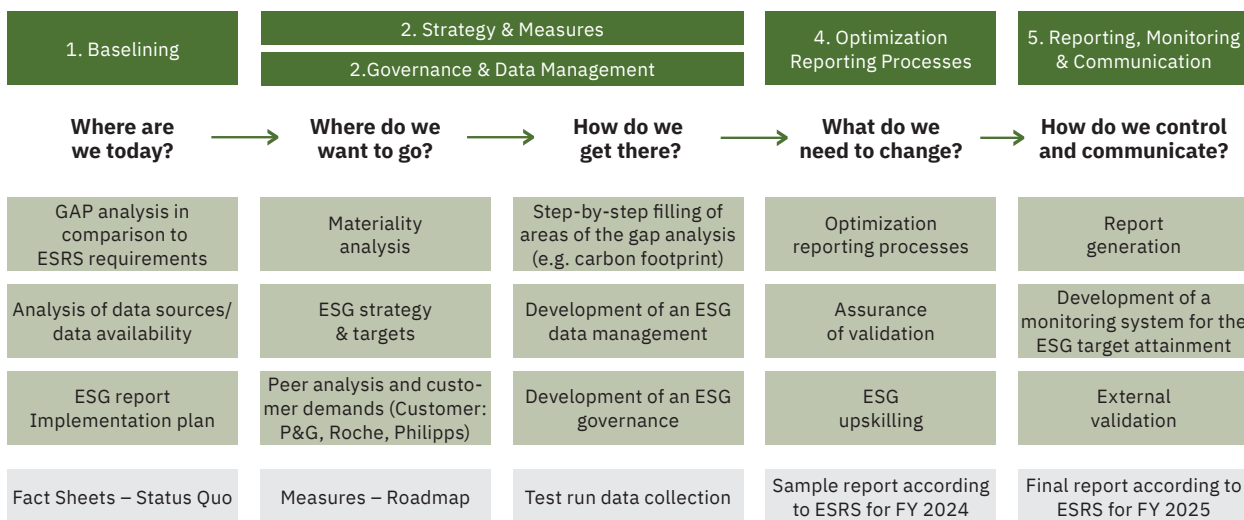 1. Baselining
2. Strategy & Measures
2.Governance & Data Management
4. Optimization
Reporting Processes
5. Reporting, Monitoring
& Communication
Where are
we today?
Where do we
want to go?
How do we
get there?
What do we
need to change?
How do we control
and communicate?
GAP analysis in
comparison to
ESRS requirements
Materiality
analysis
Step-by-step filling of
areas of the gap analysis
(e.g. carbon footprint)
Optimization
reporting processes
Report
generation
Analysis of data sources/
data availability
ESG strategy
& targets
Development of an ESG
data management
Assurance
of validation
Development of a
monitoring system for the
ESG target attainment
ESG report
Implementation plan
Peer analysis and custo-
mer demands (Customer:
P&G, Roche, Philipps)
Development of an ESG
governance
ESG
upskilling
External
validation
Fact Sheets – Status Quo
Measures – Roadmap
Test run data collection
Sample report according
to ESRS for FY 2024
Final report according to
ESRS for FY 2025